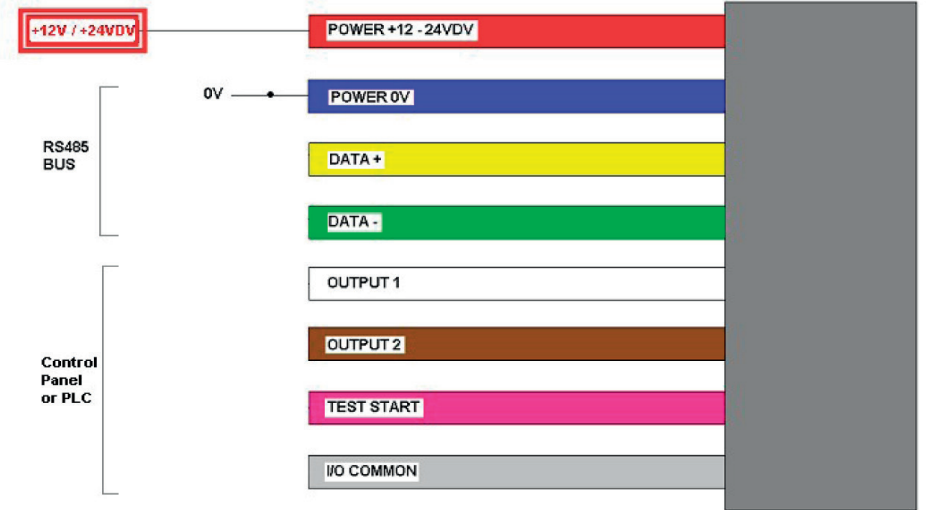 +12V / +24VDV
POWER +12 - 24VDV
0V
POWER 0V
RS485
BUS
DATA +
DATA -
OUTPUT 1
OUTPUT 2
Control
Panel
or PLC
TEST START
I/O COMMON